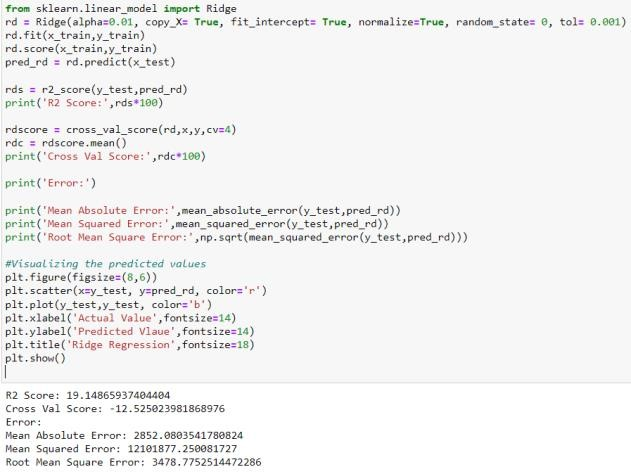 from sklearn.linear_model import Ridge
rd = Ridge(alpha=0.01, copy_X= True, fit_intercept= True, normalize=True, random_state= 0, tol= 0.001)
rd.fit(x_train,y_train)
rd.score(x_train,y_train)
pred_rd = rd.predict(x_test)
rds = r2_score(y_test,pred_rd)
print('R2 Score:',rds*100)
rdscore = cross_val_score(rd,x,y,cv=4)
rdc = rdscore.mean()
print('Cross Val Score:',rdc*100)
print('Error:')
print('Mean Absolute Error:',mean_absolute_error(y_test,pred_rd))
print('Mean Squared Error:',mean_squared_error(y_test,pred_rd))
print('Root Mean Square Error:',np.sqrt(mean_squared_error(y_test,pred_rd)))
#Visualizing the predicted values
plt.figure(figsize=(8,6))
plt.scatter(x=y_test, y=pred_rd, color='r')
plt.plot(y_test,y_test, color='b')
plt.xlabel('Actual Value',fontsize=14)
plt.ylabel('Predicted Vlaue',fontsize=14)
plt.title('Ridge Regression',fontsize=18)
plt.show()
R2 Score: 19.14865937404404
Cross Val Score: -12.525023981868976
Error:
Mean Absolute Error: 2852.0803541780824
Mean Squared Error: 12101877.250081727
Root Mean Square Error: 3478.7752514472286